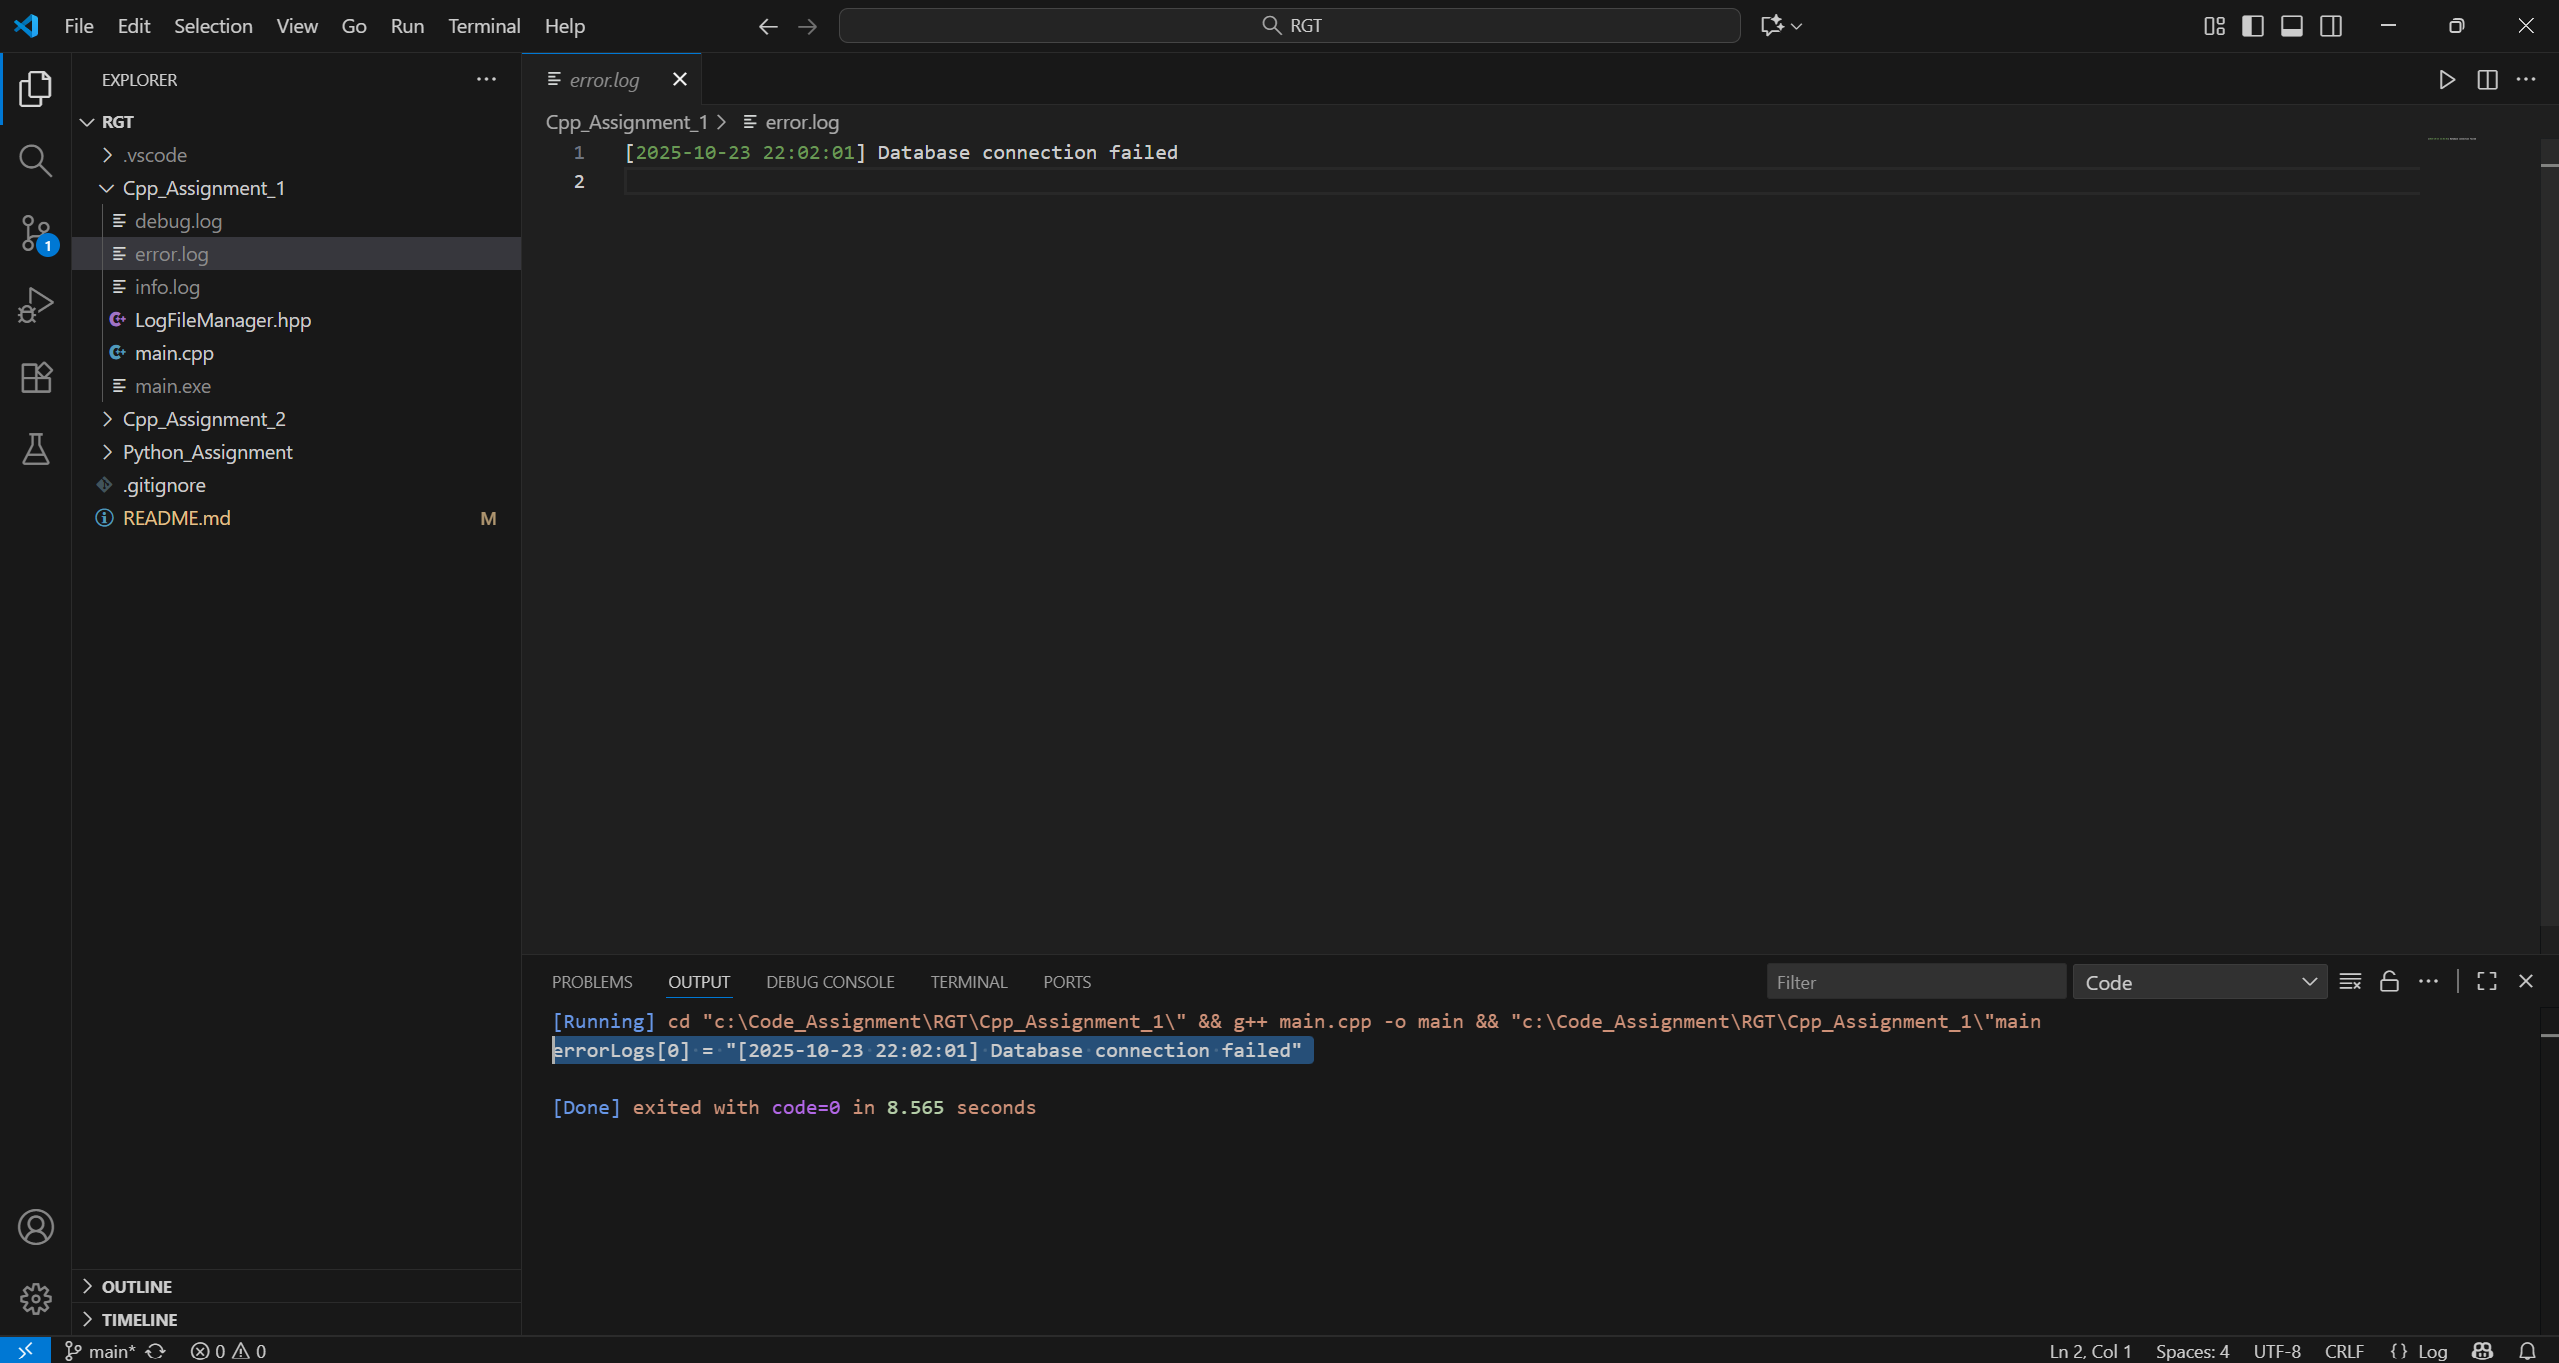 File Edit Selection View Go Run Terminal Help
RGT
EXPLORER
RGT
.vscode
Cpp_Assignment_1
debug.log
error.log
info.log
LogFileManager.hpp
main.cpp
main.exe
Cpp_Assignment_2
Python_Assignment
.gitignore
README.md M
1
OUTLINE
TIMELINE
error.log
Cpp_Assignment_1 > error.log
1 [2025-10-23 22:02:01] Database connection failed
2
PROBLEMS OUTPUT DEBUG CONSOLE TERMINAL PORTS Filter Code
[Running] cd "c:\Code_Assignment\RGT\Cpp_Assignment_1\" && g++ main.cpp -o main && "c:\Code_Assignment\RGT\Cpp_Assignment_1\"main
errorLogs[0] = "[2025-10-23 22:02:01] Database connection failed"
[Done] exited with code=0 in 8.565 seconds
main* 0 0 Ln 2, Col 1 Spaces: 4 UTF-8 CRLF {} Log